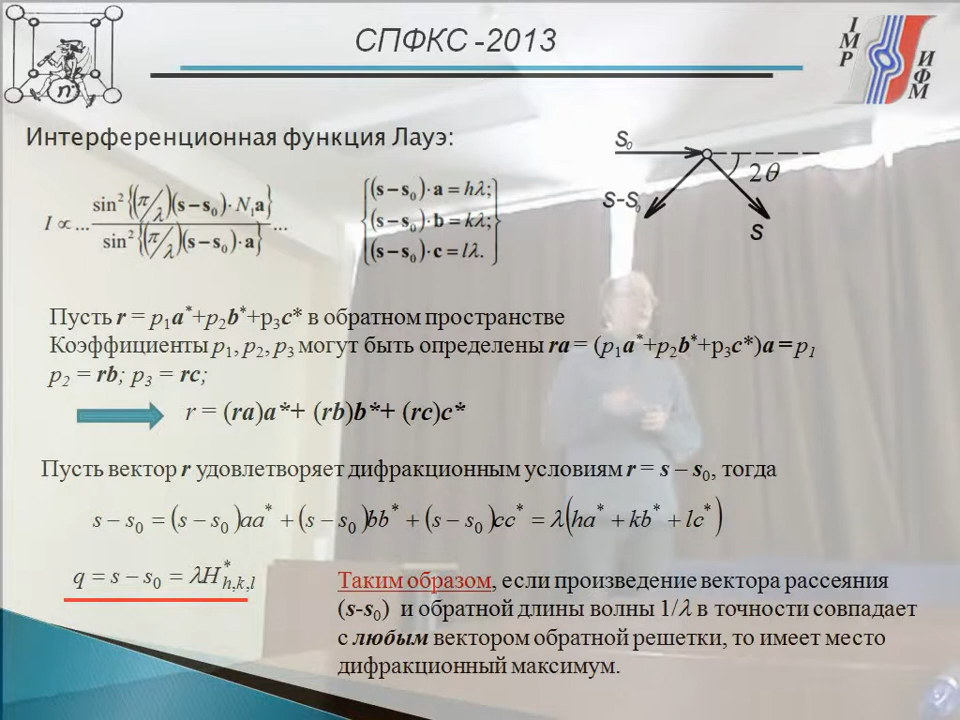 СПФКС -2013
I
M
P
И
Ф
М
n
Интерференционная функция Лауэ:
I ∝ ... sin²{(π/λ)(s – s₀)·N₁a} / sin²{(π/λ)(s – s₀)·a} ...
(s – s₀)·a = hλ;
(s – s₀)·b = kλ;
(s – s₀)·c = lλ.
S₀
2θ
S-S₀
S
Пусть r = p₁a*+p₂b*+p₃c* в обратном пространстве
Коэффициенты p₁, p₂, p₃ могут быть определены ra = (p₁a*+p₂b*+p₃c*)a = p₁
p₂ = rb; p₃ = rc;
r = (ra)a*+ (rb)b*+ (rc)c*
Пусть вектор r удовлетворяет дифракционным условиям r = s – s₀, тогда
s – s₀ = (s – s₀)aa* + (s – s₀)bb* + (s – s₀)cc* = λ(ha* + kb* + lc*)
q = s – s₀ = λH*h,k,l
Таким образом, если произведение вектора рассеяния
(s-s₀) и обратной длины волны 1/λ в точности совпадает
с любым вектором обратной решетки, то имеет место
дифракционный максимум.